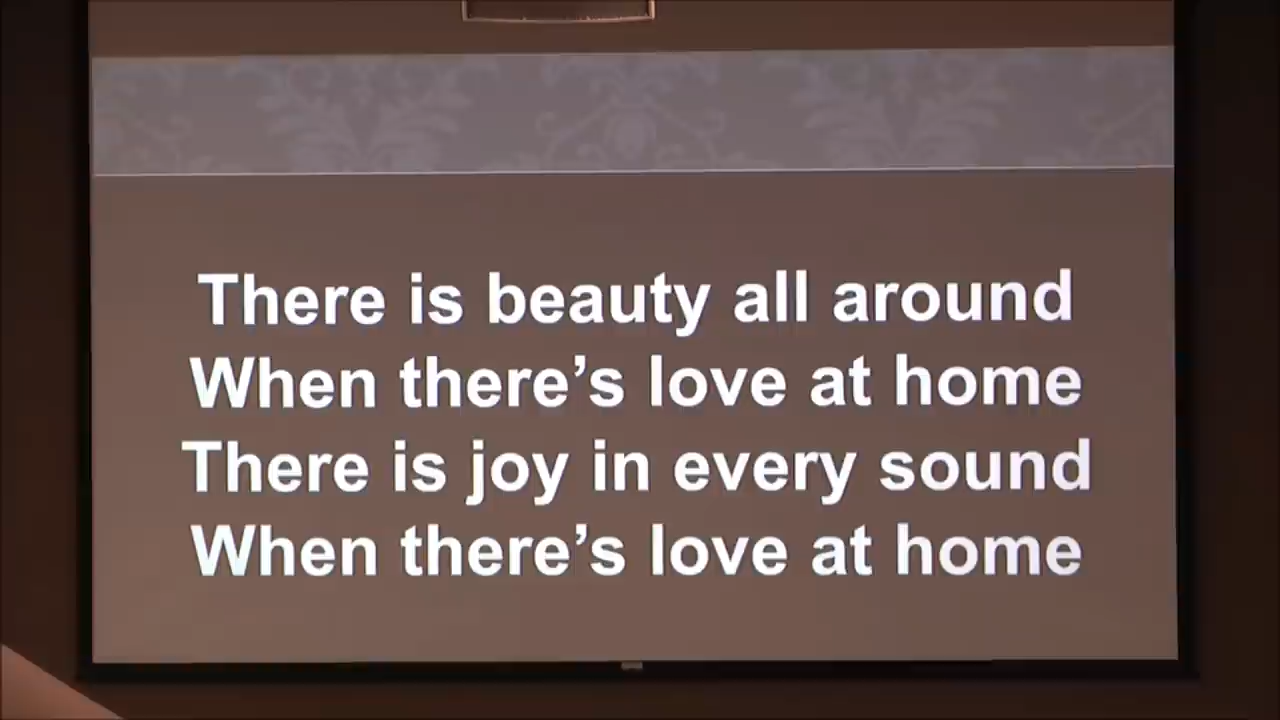 There is beauty all around
When there’s love at home
There is joy in every sound
When there’s love at home